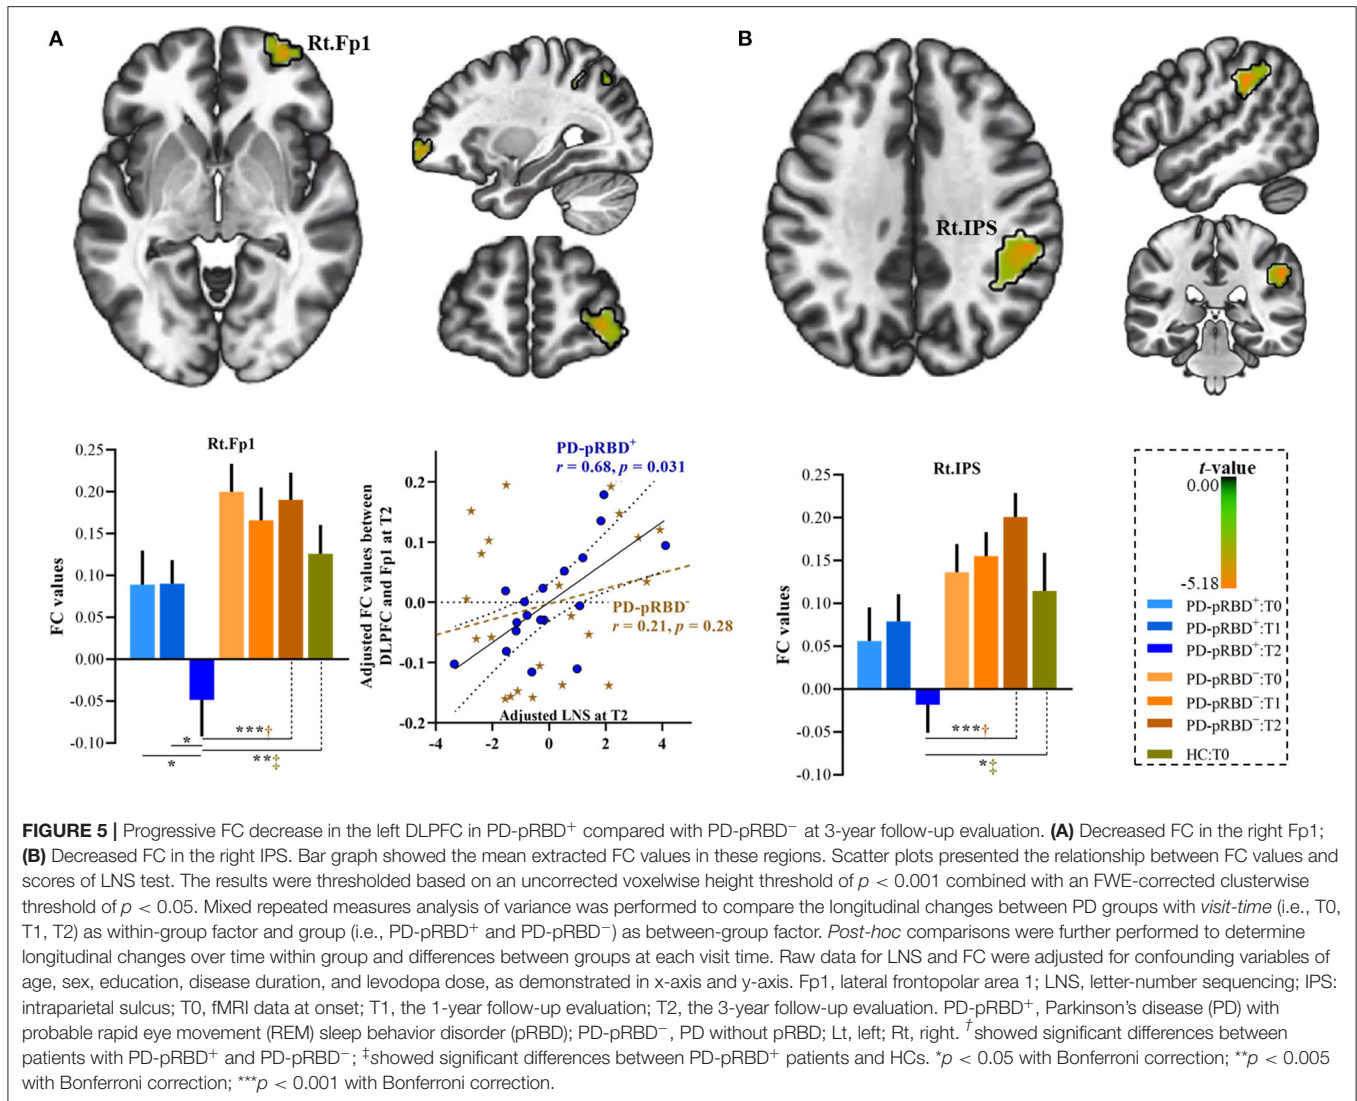 A
Rt.Fp1
B
Rt.IPS
Rt.Fp1
FC values
0.25
0.20
0.15
0.10
0.05
0.00
-0.05
-0.10
*
*
***†
**‡
PD-pRBD⁺
r = 0.68, p = 0.031
Adjusted FC values between
DLPFC and Fp1 at T2
0.2
0.1
0.0
-0.1
-0.2
PD-pRBD⁻
r = 0.21, p = 0.28
Adjusted LNS at T2
-4 -2 0 2 4
Rt.IPS
FC values
0.25
0.20
0.15
0.10
0.05
0.00
-0.05
-0.10
***†
*‡
t-value
0.00
-5.18
PD-pRBD⁺:T0
PD-pRBD⁺:T1
PD-pRBD⁺:T2
PD-pRBD⁻:T0
PD-pRBD⁻:T1
PD-pRBD⁻:T2
HC:T0
FIGURE 5 | Progressive FC decrease in the left DLPFC in PD-pRBD⁺ compared with PD-pRBD⁻ at 3-year follow-up evaluation. (A) Decreased FC in the right Fp1;
(B) Decreased FC in the right IPS. Bar graph showed the mean extracted FC values in these regions. Scatter plots presented the relationship between FC values and
scores of LNS test. The results were thresholded based on an uncorrected voxelwise height threshold of p < 0.001 combined with an FWE-corrected clusterwise
threshold of p < 0.05. Mixed repeated measures analysis of variance was performed to compare the longitudinal changes between PD groups with visit-time (i.e., T0,
T1, T2) as within-group factor and group (i.e., PD-pRBD⁺ and PD-pRBD⁻) as between-group factor. Post-hoc comparisons were further performed to determine
longitudinal changes over time within group and differences between groups at each visit time. Raw data for LNS and FC were adjusted for confounding variables of
age, sex, education, disease duration, and levodopa dose, as demonstrated in x-axis and y-axis. Fp1, lateral frontopolar area 1; LNS, letter-number sequencing; IPS:
intraparietal sulcus; T0, fMRI data at onset; T1, the 1-year follow-up evaluation; T2, the 3-year follow-up evaluation. PD-pRBD⁺, Parkinson's disease (PD) with
probable rapid eye movement (REM) sleep behavior disorder (pRBD); PD-pRBD⁻, PD without pRBD; Lt, left; Rt, right. †showed significant differences between
patients with PD-pRBD⁺ and PD-pRBD⁻; ‡showed significant differences between PD-pRBD⁺ patients and HCs. *p < 0.05 with Bonferroni correction; **p < 0.005
with Bonferroni correction; ***p < 0.001 with Bonferroni correction.